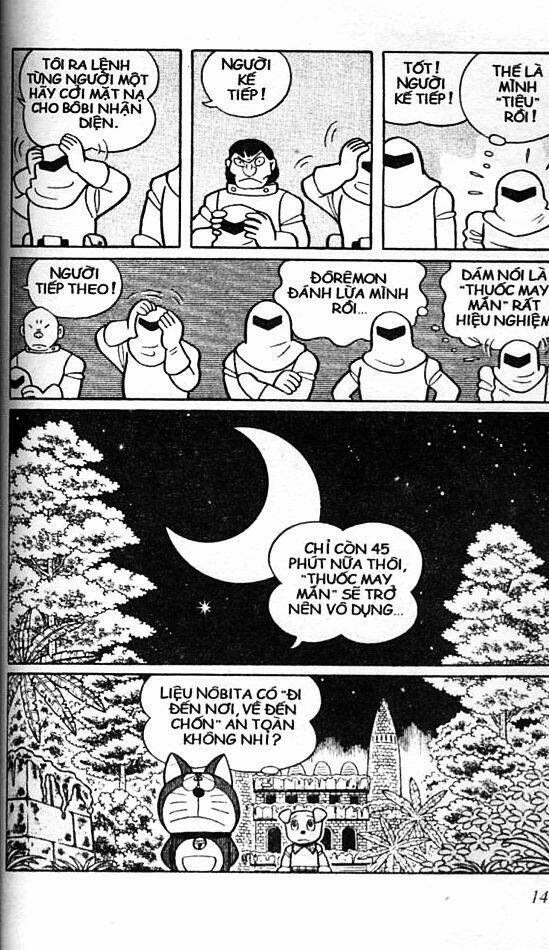 TÔI RA LỆNH
TỪNG NGƯỜI MỘT
HÃY CỞI MẶT NẠ
CHO BÔBI NHẬN
DIỆN.
NGƯỜI
KẾ
TIẾP!
TỐT!
NGƯỜI
KẾ TIẾP!
THẾ LÀ
MÌNH
"TIÊU"
RỒI!
NGƯỜI
TIẾP THEO!
ĐÔRÊMON
ĐÁNH LỪA MÌNH
RỒI...
DÁM NÓI LÀ
"THUỐC MAY
MẮN" RẤT
HIỆU NGHIỆM
CHỈ CÒN 45
PHÚT NỮA THÔI,
"THUỐC MAY
MẮN" SẼ TRỞ
NÊN VÔ DỤNG...
LIỆU NÔBITA CÓ "ĐI
ĐẾN NƠI, VỀ ĐẾN
CHỐN" AN TOÀN
KHÔNG NHỈ?
14